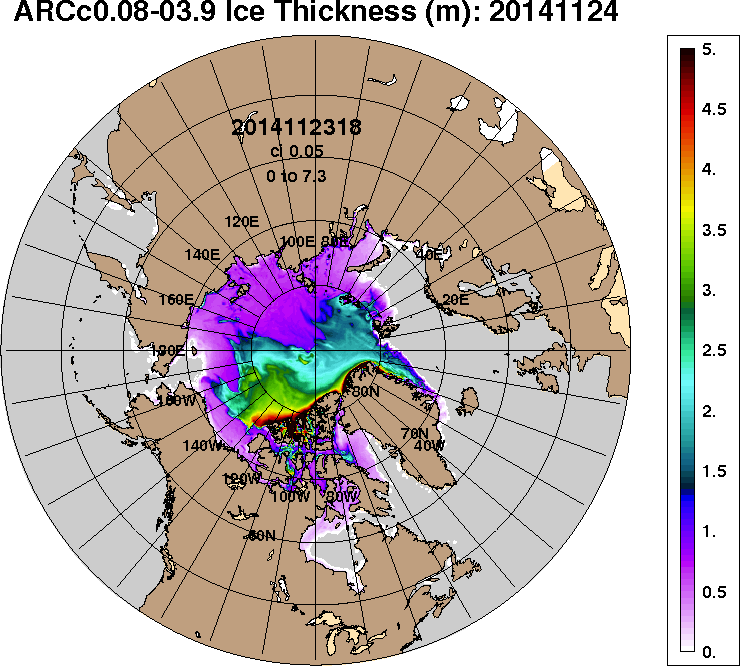 ARCc0.08-03.9 Ice Thickness (m): 20141124
2014112318
ci 0.05
0 to 7.3
120E
100E 80E
140E
40E
160E
20E
180E
160W
80N
140W
70N
40W
120W
100W
80W
60N
5.
4.5
4.
3.5
3.
2.5
2.
1.5
1.
0.5
0.